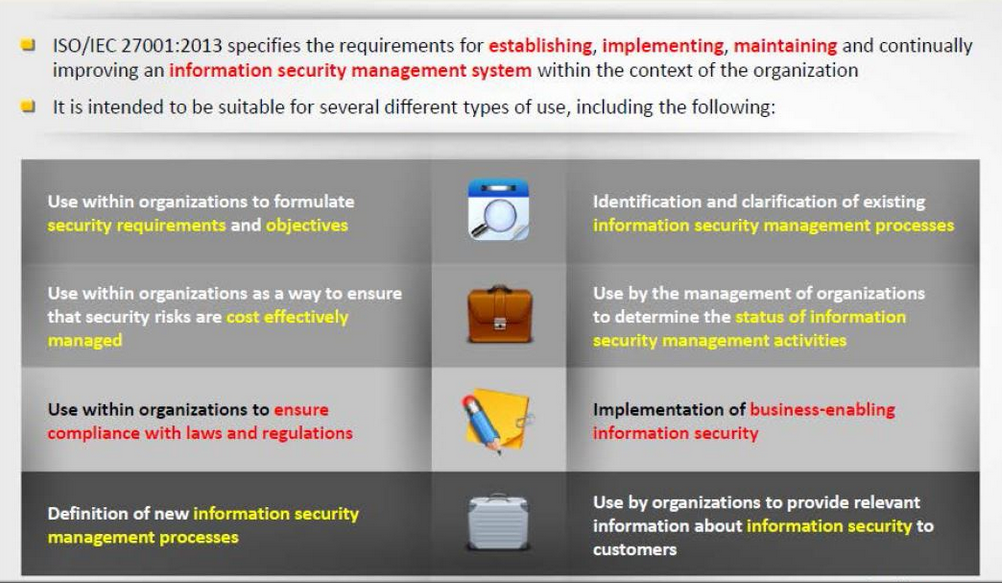 ISO/IEC 27001:2013 specifies the requirements for establishing, implementing, maintaining and continually
improving an information security management system within the context of the organization
It is intended to be suitable for several different types of use, including the following:
Use within organizations to formulate
security requirements and objectives
Identification and clarification of existing
information security management processes
Use within organizations as a way to ensure
that security risks are cost effectively
managed
Use by the management of organizations
to determine the status of information
security management activities
Use within organizations to ensure
compliance with laws and regulations
Implementation of business-enabling
information security
Definition of new information security
management processes
Use by organizations to provide relevant
information about information security to
customers